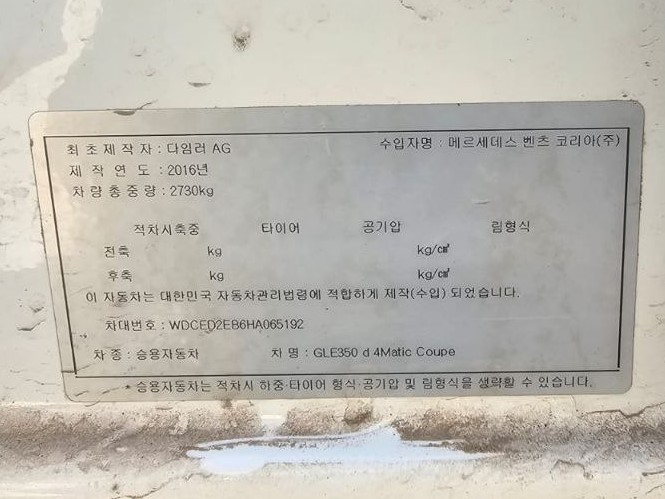 최초제작자 : 다임러 AG 수입자명 : 메르세데스 벤츠 코리아(주)
제 작 연 도 : 2016년
차량총중량 : 2730kg
적차시축중 타이어 공기압 림형식
전축 kg kg/㎠
후축 kg kg/㎠
이 자동차는 대한민국 자동차관리법령에 적합하게 제작(수입) 되었습니다.
차대번호 : WDCED2EB6HA065192
차 종 : 승용자동차 차 명 : GLE350 d 4Matic Coupe
* 승용자동차는 적차시 하중·타이어 형식·공기압 및 림형식을 생략할 수 있습니다.